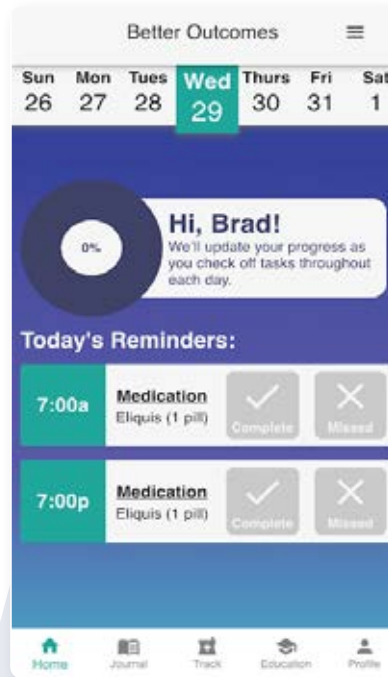 Better Outcomes
Sun Mon Tues Wed Thurs Fri Sat
26 27 28 29 30 31 1
0%
Hi, Brad!
We'll update your progress as
you check off tasks throughout
each day.
Today's Reminders:
7:00a
Medication
Eliquis (1 pill)
Complete
Missed
7:00p
Medication
Eliquis (1 pill)
Complete
Missed
Home Journal Track Education Profile